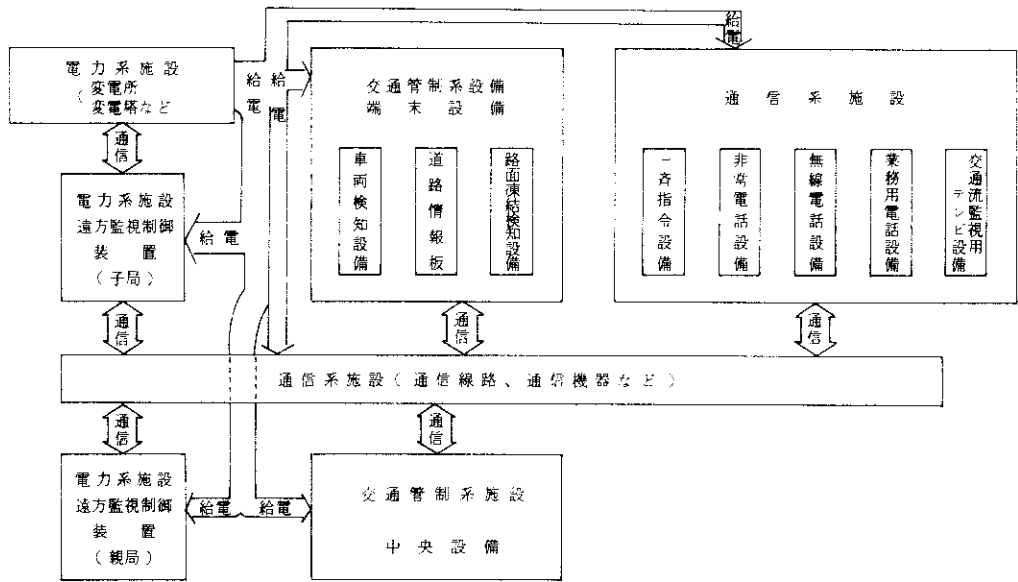 給電
電力系施設
（変電所
変電塔など）
給電
給電
交通管制系設備
端末設備
車両検知設備
道路情報板
路面凍結検知設備
通信系施設
一斉指令設備
非常電話設備
無線電話設備
業務用電話設備
交通流監視用
テレビ設備
通信
電力系施設
遠方監視制御
装置
（子局）
給電
通信
通信
通信
通信系施設（通信線路、通信機器など）
通信
通信
電力系施設
遠方監視制御
装置
（親局）
給電
給電
交通管制系施設
中央設備